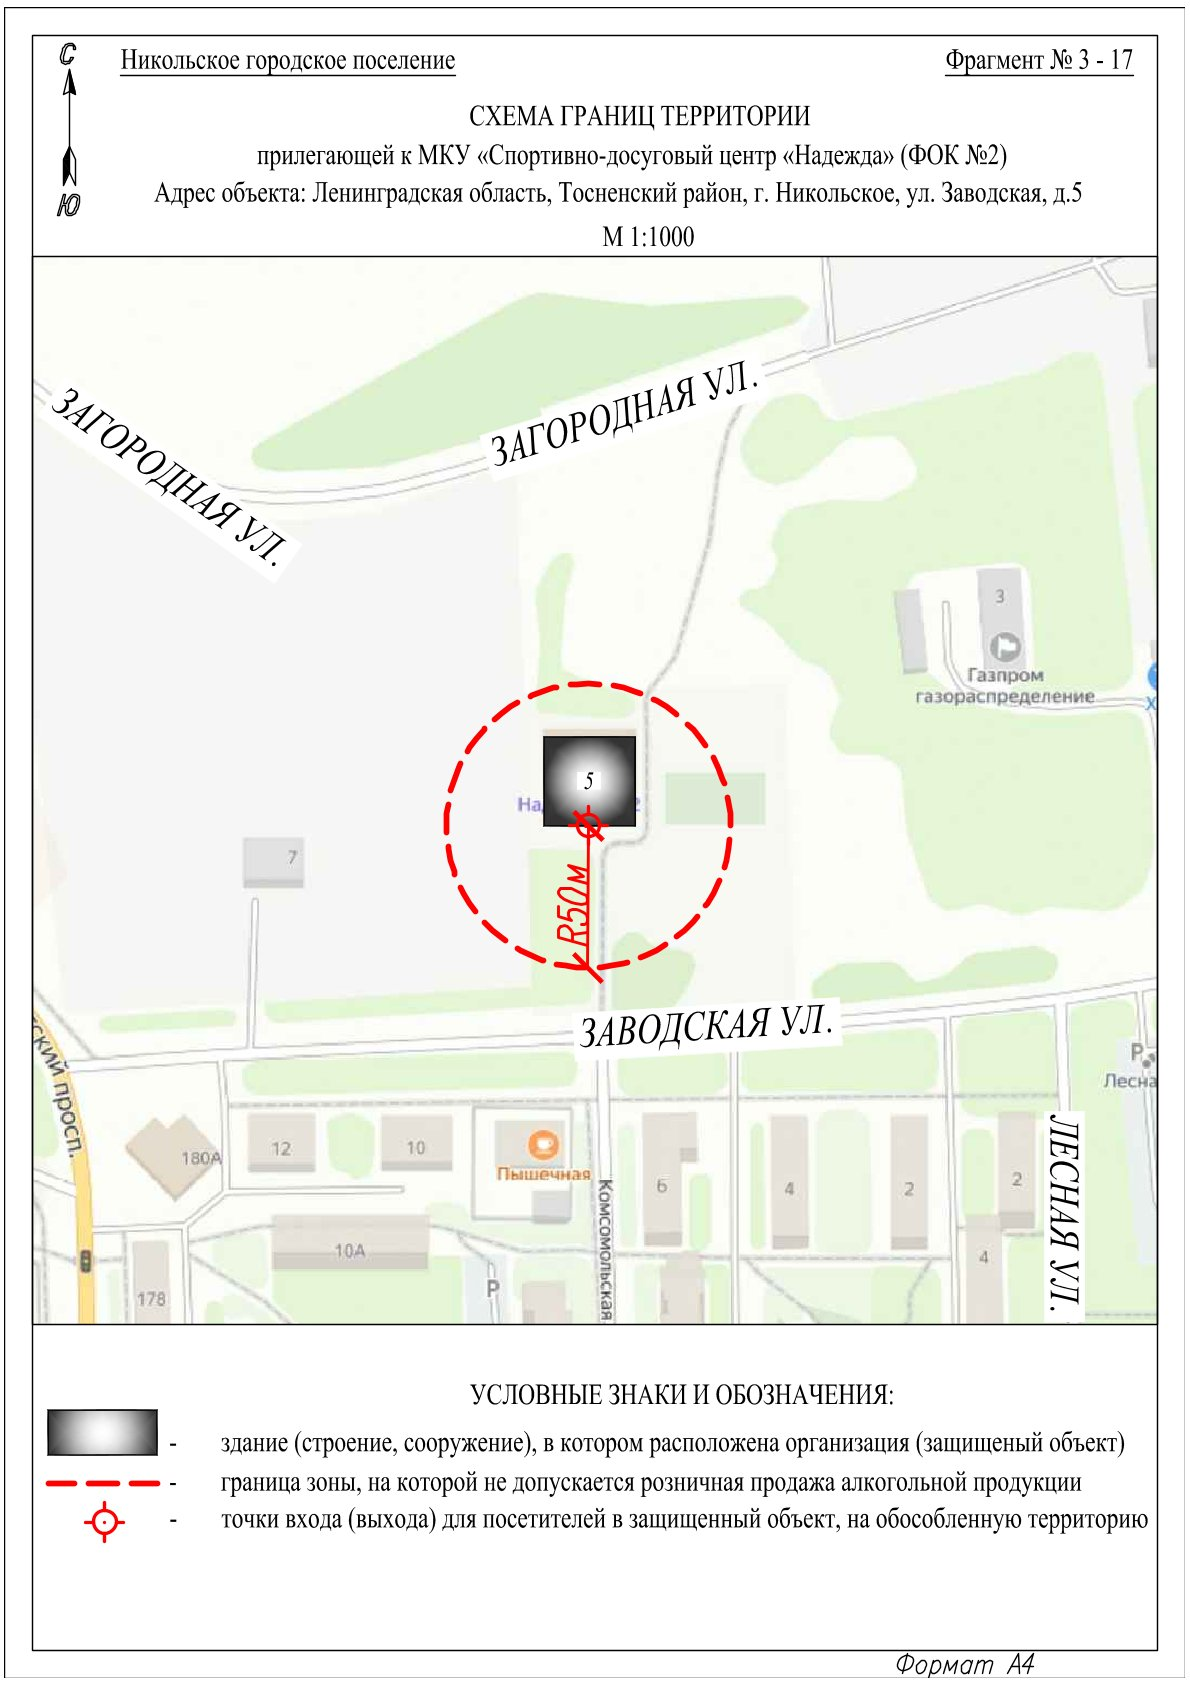 С
Никольское городское поселение
Фрагмент № 3 - 17
СХЕМА ГРАНИЦ ТЕРРИТОРИИ
прилегающей к МКУ «Спортивно-досуговый центр «Надежда» (ФОК №2)
Адрес объекта: Ленинградская область, Тосненский район, г. Никольское, ул. Заводская, д.5
Ю
М 1:1000
ЗАГОРОДНАЯ УЛ.
ЗАГОРОДНАЯ УЛ.
3
Газпром
газораспределение
Х
5
На
2
7
R50м
ЗАВОДСКАЯ УЛ.
ский просп.
Р
Лесна
180А
12
10
Пышечная
6
4
2
2
Комсомольская
ЛЕСНАЯ УЛ.
10А
4
178
Р
УСЛОВНЫЕ ЗНАКИ И ОБОЗНАЧЕНИЯ:
- здание (строение, сооружение), в котором расположена организация (защищеный объект)
- граница зоны, на которой не допускается розничная продажа алкогольной продукции
- точки входа (выхода) для посетителей в защищенный объект, на обособленную территорию
Формат А4